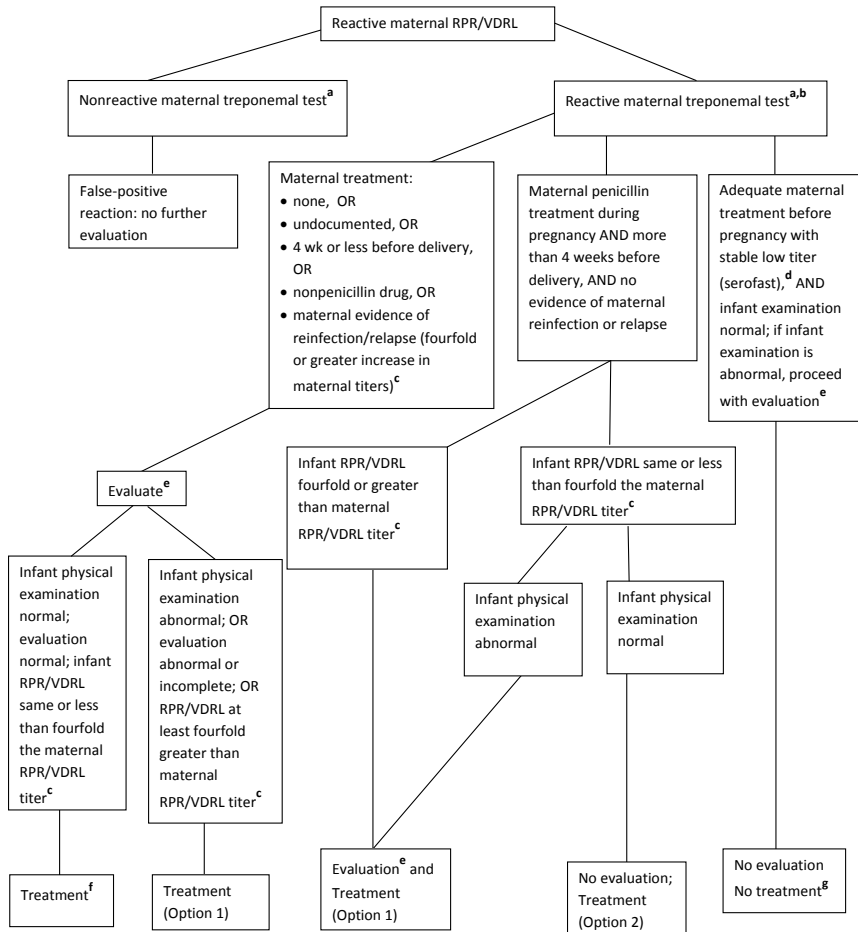 Reactive maternal RPR/VDRL
Nonreactive maternal treponemal test a
Reactive maternal treponemal test a,b
False-positive
reaction: no further
evaluation
Maternal treatment:
• none, OR
• undocumented, OR
• 4 wk or less before delivery,
OR
• nonpenicillin drug, OR
• maternal evidence of
reinfection/relapse (fourfold
or greater increase in
maternal titers) c
Maternal penicillin
treatment during
pregnancy AND more
than 4 weeks before
delivery, AND no
evidence of maternal
reinfection or relapse
Adequate maternal
treatment before
pregnancy with
stable low titer
(serofast), d AND
infant examination
normal; if infant
examination is
abnormal, proceed
with evaluation e
Evaluate e
Infant RPR/VDRL
fourfold or greater
than maternal
RPR/VDRL titer c
Infant RPR/VDRL same or less
than fourfold the maternal
RPR/VDRL titer c
Infant physical
examination
normal;
evaluation
normal; infant
RPR/VDRL
same or less
than fourfold
the maternal
RPR/VDRL
titer c
Infant physical
examination
abnormal; OR
evaluation
abnormal or
incomplete; OR
RPR/VDRL at
least fourfold
greater than
maternal
RPR/VDRL titer c
Infant physical
examination
abnormal
Infant physical
examination
normal
Treatment f
Treatment
(Option 1)
Evaluation e and
Treatment
(Option 1)
No evaluation;
Treatment
(Option 2)
No evaluation
No treatment g